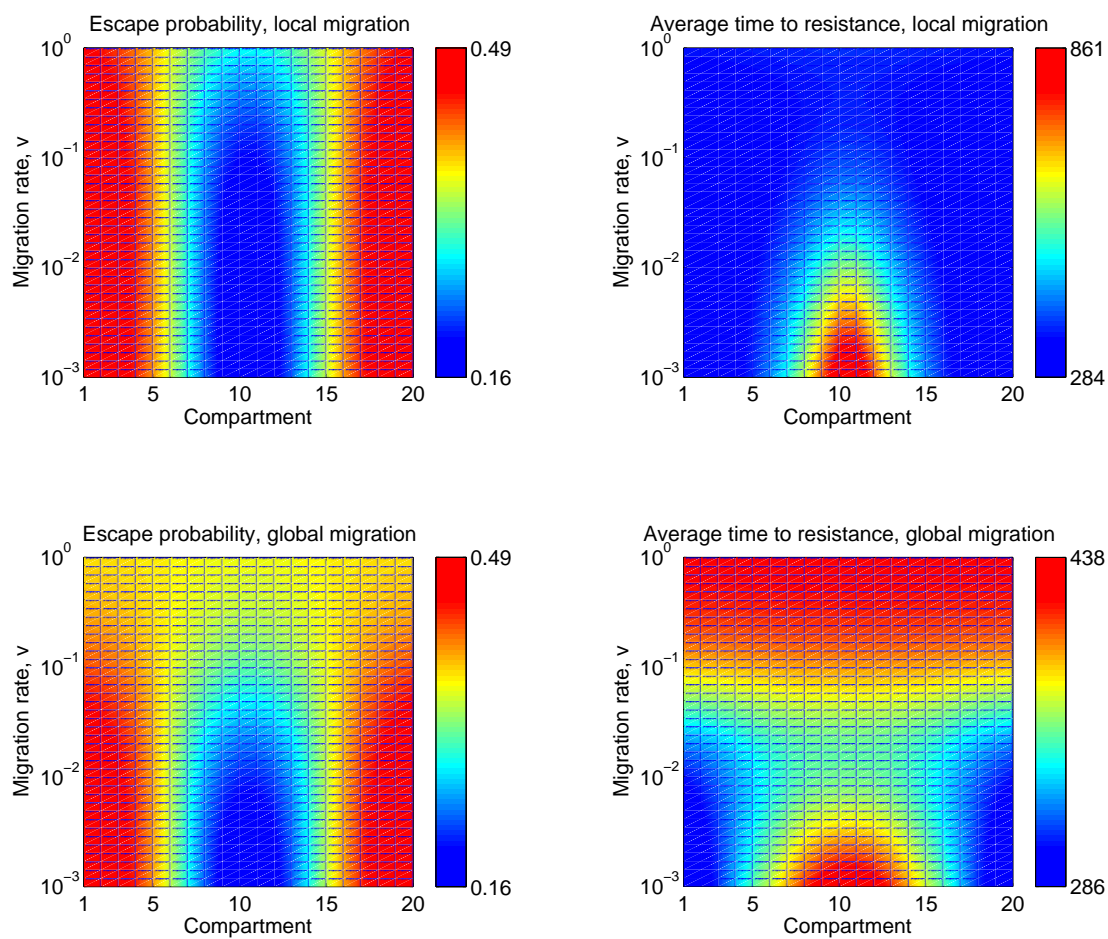 Escape probability, local migration
10^0
10^-1
10^-2
10^-3
Migration rate, v
1 5 10 15 20
Compartment
0.49
0.16
Average time to resistance, local migration
10^0
10^-1
10^-2
10^-3
Migration rate, v
1 5 10 15 20
Compartment
861
284
Escape probability, global migration
10^0
10^-1
10^-2
10^-3
Migration rate, v
1 5 10 15 20
Compartment
0.49
0.16
Average time to resistance, global migration
10^0
10^-1
10^-2
10^-3
Migration rate, v
1 5 10 15 20
Compartment
438
286